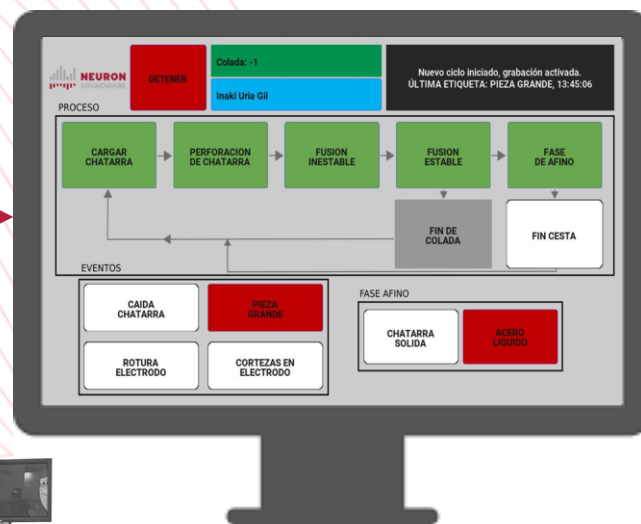 NEURON
SOUNDWARE
DETENER
Colada: -1
Inaki Uria Gil
Nuevo ciclo iniciado, grabación activada.
ÚLTIMA ETIQUETA: PIEZA GRANDE, 13:45:06
PROCESO
CARGAR
CHATARRA
PERFORACION
DE CHATARRA
FUSION
INESTABLE
FUSION
ESTABLE
FASE
DE AFINO
FIN DE
COLADA
FIN CESTA
EVENTOS
CAIDA
CHATARRA
PIEZA
GRANDE
ROTURA
ELECTRODO
CORTEZAS EN
ELECTRODO
FASE AFINO
CHATARRA
SOLIDA
ACERO
LIQUIDO